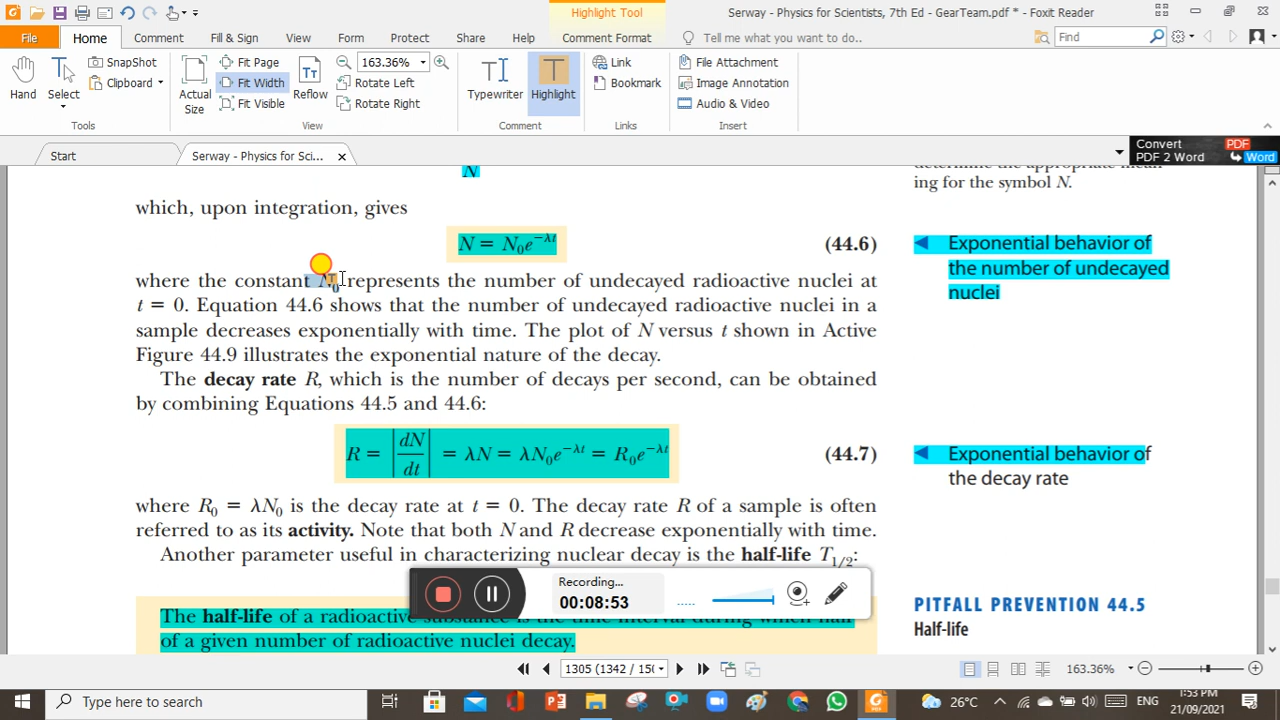 Highlight Tool
Serway - Physics for Scientists, 7th Ed - GearTeam.pdf * - Foxit Reader
File Home Comment Fill & Sign View Form Protect Share Help Comment Format Tell me what you want to do.. Find
Hand Select SnapShot Clipboard Actual Size Fit Page Fit Width Fit Visible Reflow 163.36% Rotate Left Rotate Right Typewriter Highlight Link Bookmark File Attachment Image Annotation Audio & Video
Tools View Comment Links Insert
Start Serway - Physics for Sci... Convert PDF
PDF 2 Word Word
N
ing for the symbol N.
which, upon integration, gives
N = N₀e^−λt (44.6)
Exponential behavior of
the number of undecayed
nuclei
where the constant N₀ represents the number of undecayed radioactive nuclei at
t = 0. Equation 44.6 shows that the number of undecayed radioactive nuclei in a
sample decreases exponentially with time. The plot of N versus t shown in Active
Figure 44.9 illustrates the exponential nature of the decay.
The decay rate R, which is the number of decays per second, can be obtained
by combining Equations 44.5 and 44.6:
R = |dN/dt| = λN = λN₀e^−λt = R₀e^−λt (44.7)
Exponential behavior of
the decay rate
where R₀ = λN₀ is the decay rate at t = 0. The decay rate R of a sample is often
referred to as its activity. Note that both N and R decrease exponentially with time.
Another parameter useful in characterizing nuclear decay is the half-life T₁/₂:
Recording...
00:08:53
The half-life of a radioactive substance is the time interval during which half
of a given number of radioactive nuclei decay.
PITFALL PREVENTION 44.5
Half-life
1305 (1342 / 150 163.36%
Type here to search 26°C ENG 1:53 PM
21/09/2021